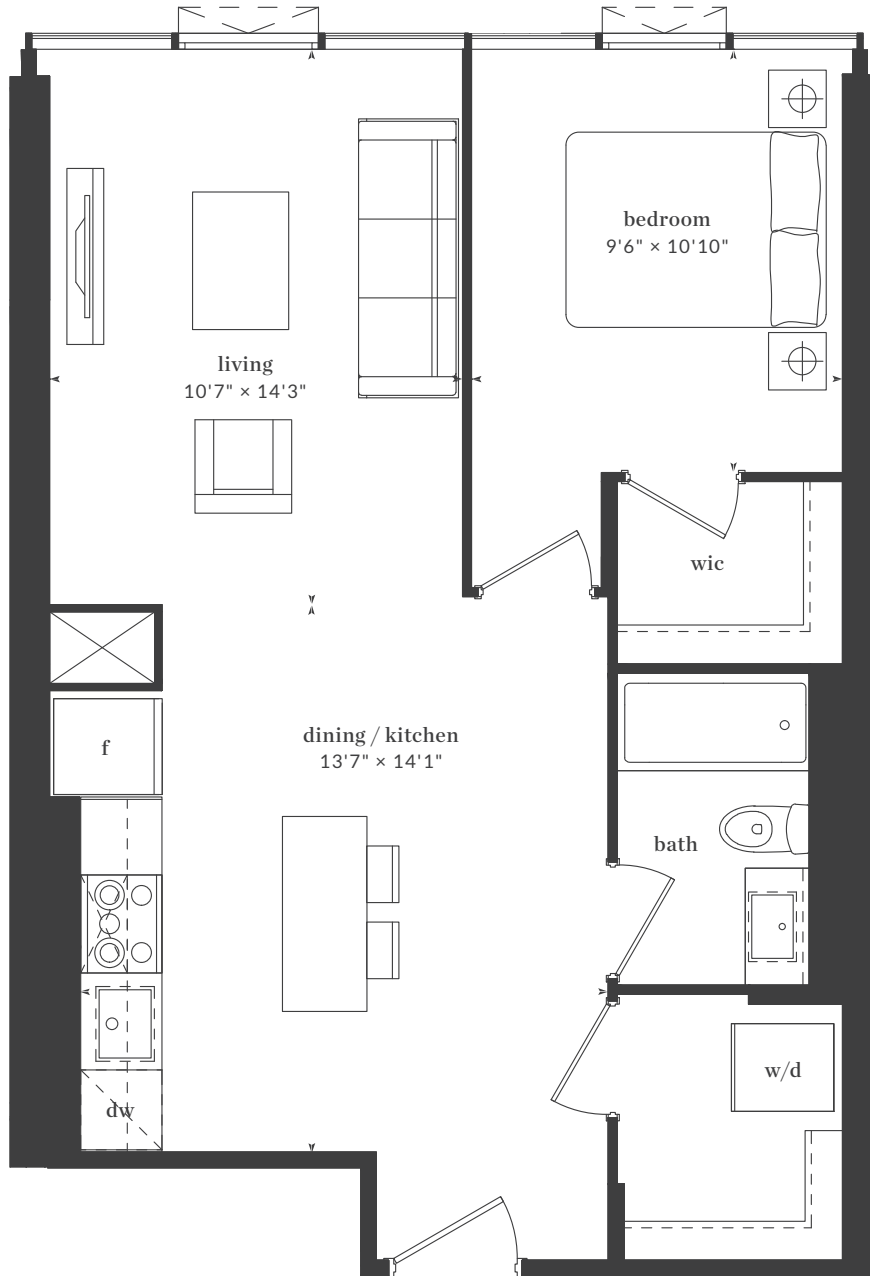 bedroom
9'6" × 10'10"
living
10'7" × 14'3"
wic
dining / kitchen
13'7" × 14'1"
f
bath
w/d
dw